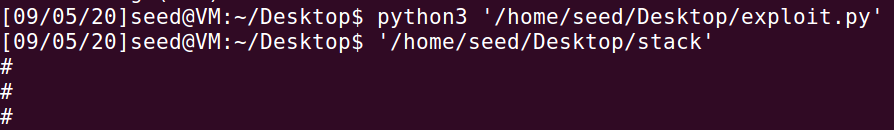 [09/05/20]seed@VM:~/Desktop$ python3 '/home/seed/Desktop/exploit.py'
[09/05/20]seed@VM:~/Desktop$ '/home/seed/Desktop/stack'
#
#
#